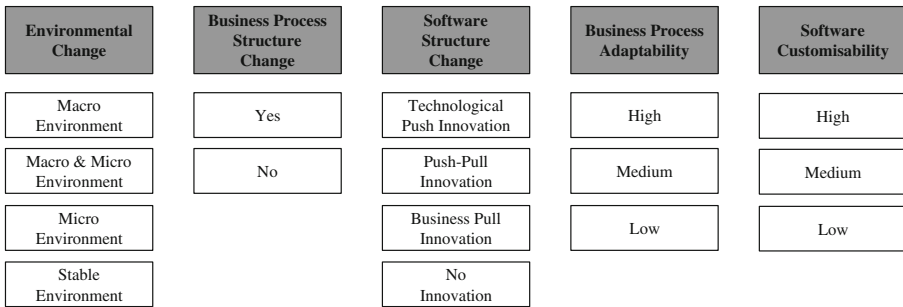 Environmental
Change
Business Process
Structure
Change
Software
Structure
Change
Business Process
Adaptability
Software
Customisability
Macro
Environment
Yes
Technological
Push Innovation
High
High
Macro & Micro
Environment
No
Push-Pull
Innovation
Medium
Medium
Micro
Environment
Business Pull
Innovation
Low
Low
Stable
Environment
No
Innovation